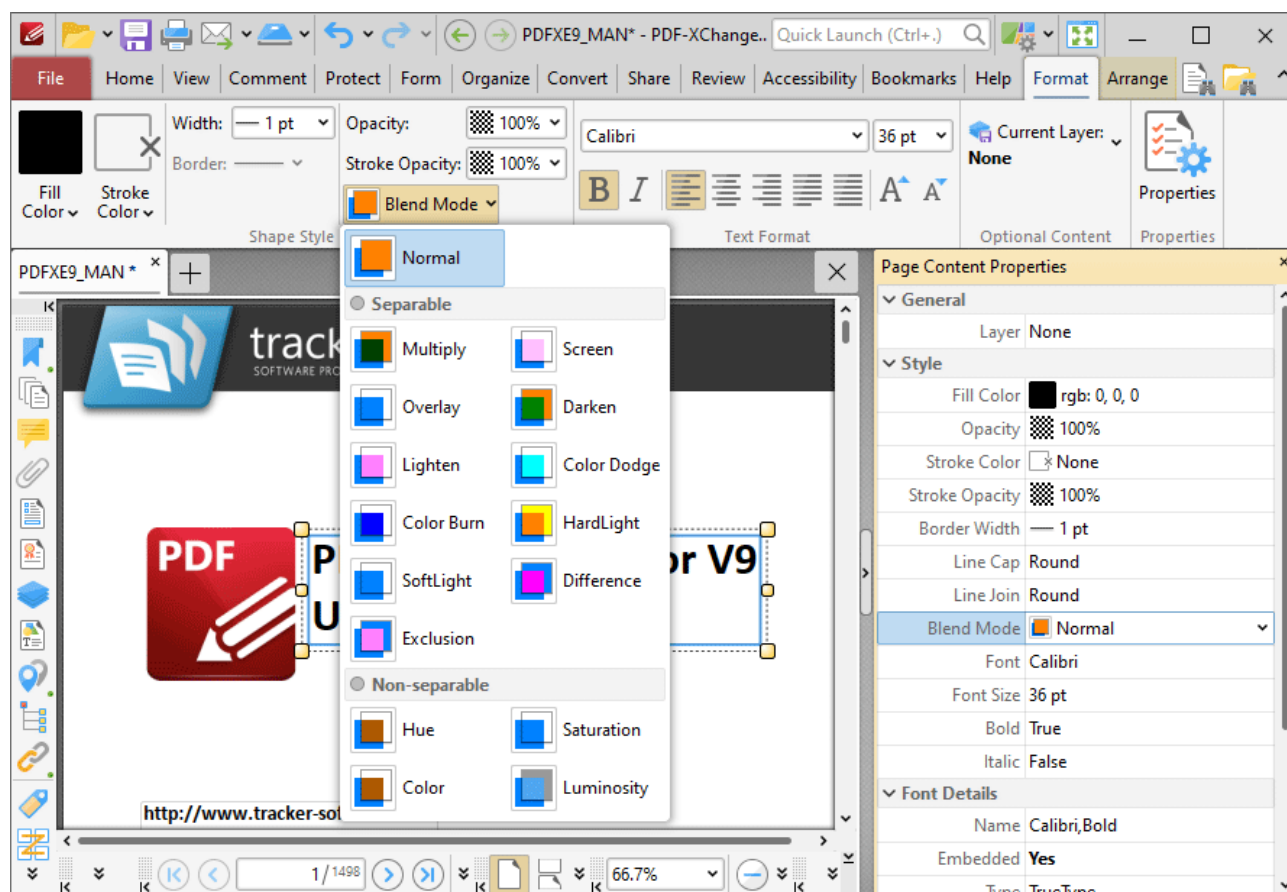 PDFXE9_MAN* - PDF-XChange.. Quick Launch (Ctrl+.)
File Home View Comment Protect Form Organize Convert Share Review Accessibility Bookmarks Help Format Arrange
Width: 1 pt Opacity: 100% Calibri 36 pt Current Layer:
Border: Stroke Opacity: 100% None
Fill Color Stroke Color Blend Mode B I A A Properties
Shape Style Text Format Optional Content Properties
PDFXE9_MAN *
Normal
Separable
Multiply Screen
Overlay Darken
Lighten Color Dodge
Color Burn HardLight
SoftLight Difference
Exclusion
Non-separable
Hue Saturation
Color Luminosity
track
SOFTWARE PRO
PDF
P or V9
U
http://www.tracker-sof
1/1498 66.7%
Page Content Properties
General
Layer None
Style
Fill Color rgb: 0, 0, 0
Opacity 100%
Stroke Color None
Stroke Opacity 100%
Border Width 1 pt
Line Cap Round
Line Join Round
Blend Mode Normal
Font Calibri
Font Size 36 pt
Bold True
Italic False
Font Details
Name Calibri,Bold
Embedded Yes
Type TrueType